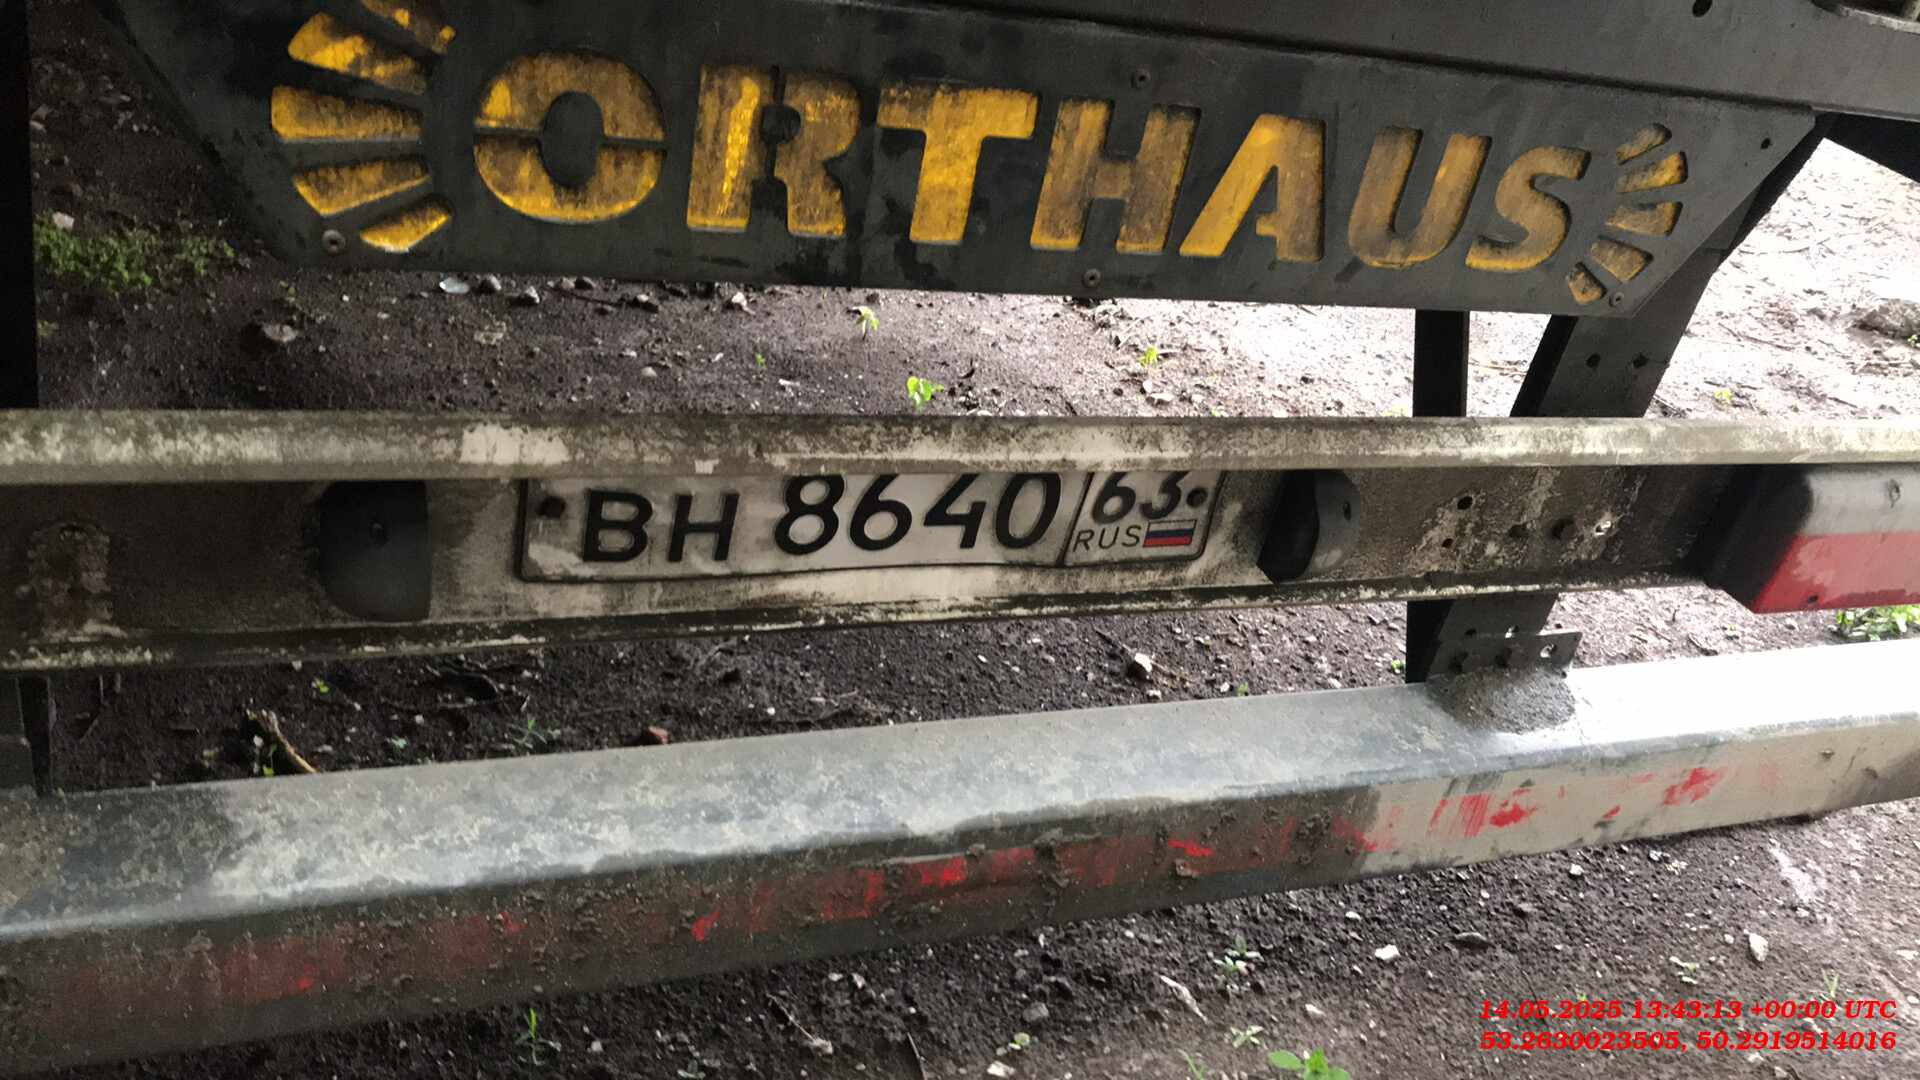 ORTHAUS
ВН 8640 63
RUS
14.05.2025 13:43:13 +00:00 UTC
53.2630023505, 50.2919514016